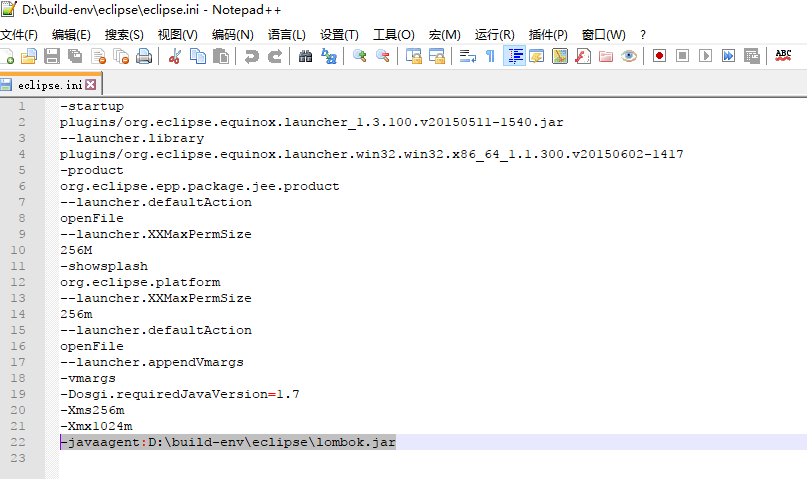 D:\build-env\eclipse\eclipse.ini - Notepad++
文件(F) 编辑(E) 搜索(S) 视图(V) 编码(N) 语言(L) 设置(T) 工具(O) 宏(M) 运行(R) 插件(P) 窗口(W) ?
ABC
eclipse.ini
1 -startup
2 plugins/org.eclipse.equinox.launcher_1.3.100.v20150511-1540.jar
3 --launcher.library
4 plugins/org.eclipse.equinox.launcher.win32.win32.x86_64_1.1.300.v20150602-1417
5 -product
6 org.eclipse.epp.package.jee.product
7 --launcher.defaultAction
8 openFile
9 --launcher.XXMaxPermSize
10 256M
11 -showsplash
12 org.eclipse.platform
13 --launcher.XXMaxPermSize
14 256m
15 --launcher.defaultAction
16 openFile
17 --launcher.appendVmargs
18 -vmargs
19 -Dosgi.requiredJavaVersion=1.7
20 -Xms256m
21 -Xmx1024m
22 -javaagent:D:\build-env\eclipse\lombok.jar
23